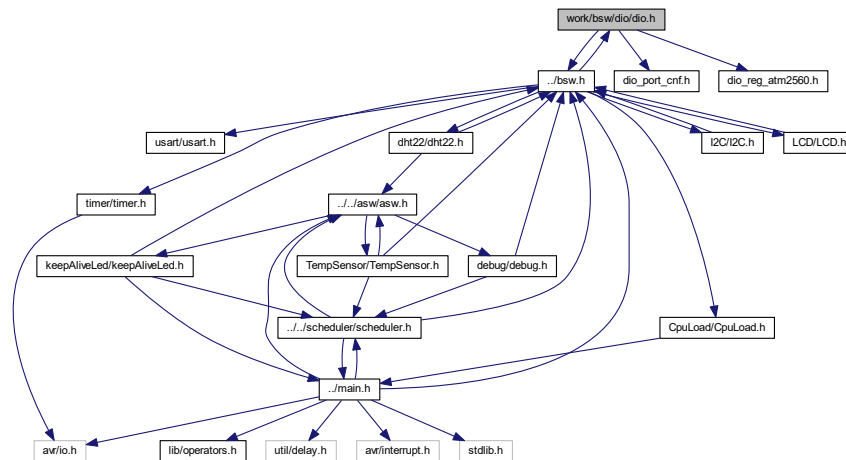 work/bsw/dio/dio.h
../bsw.h
dio_port_cnf.h
dio_reg_atm2560.h
usart/usart.h
dht22/dht22.h
I2C/I2C.h
LCD/LCD.h
timer/timer.h
../../asw/asw.h
keepAliveLed/keepAliveLed.h
TempSensor/TempSensor.h
debug/debug.h
../../scheduler/scheduler.h
CpuLoad/CpuLoad.h
../main.h
avr/io.h
lib/operators.h
util/delay.h
avr/interrupt.h
stdlib.h